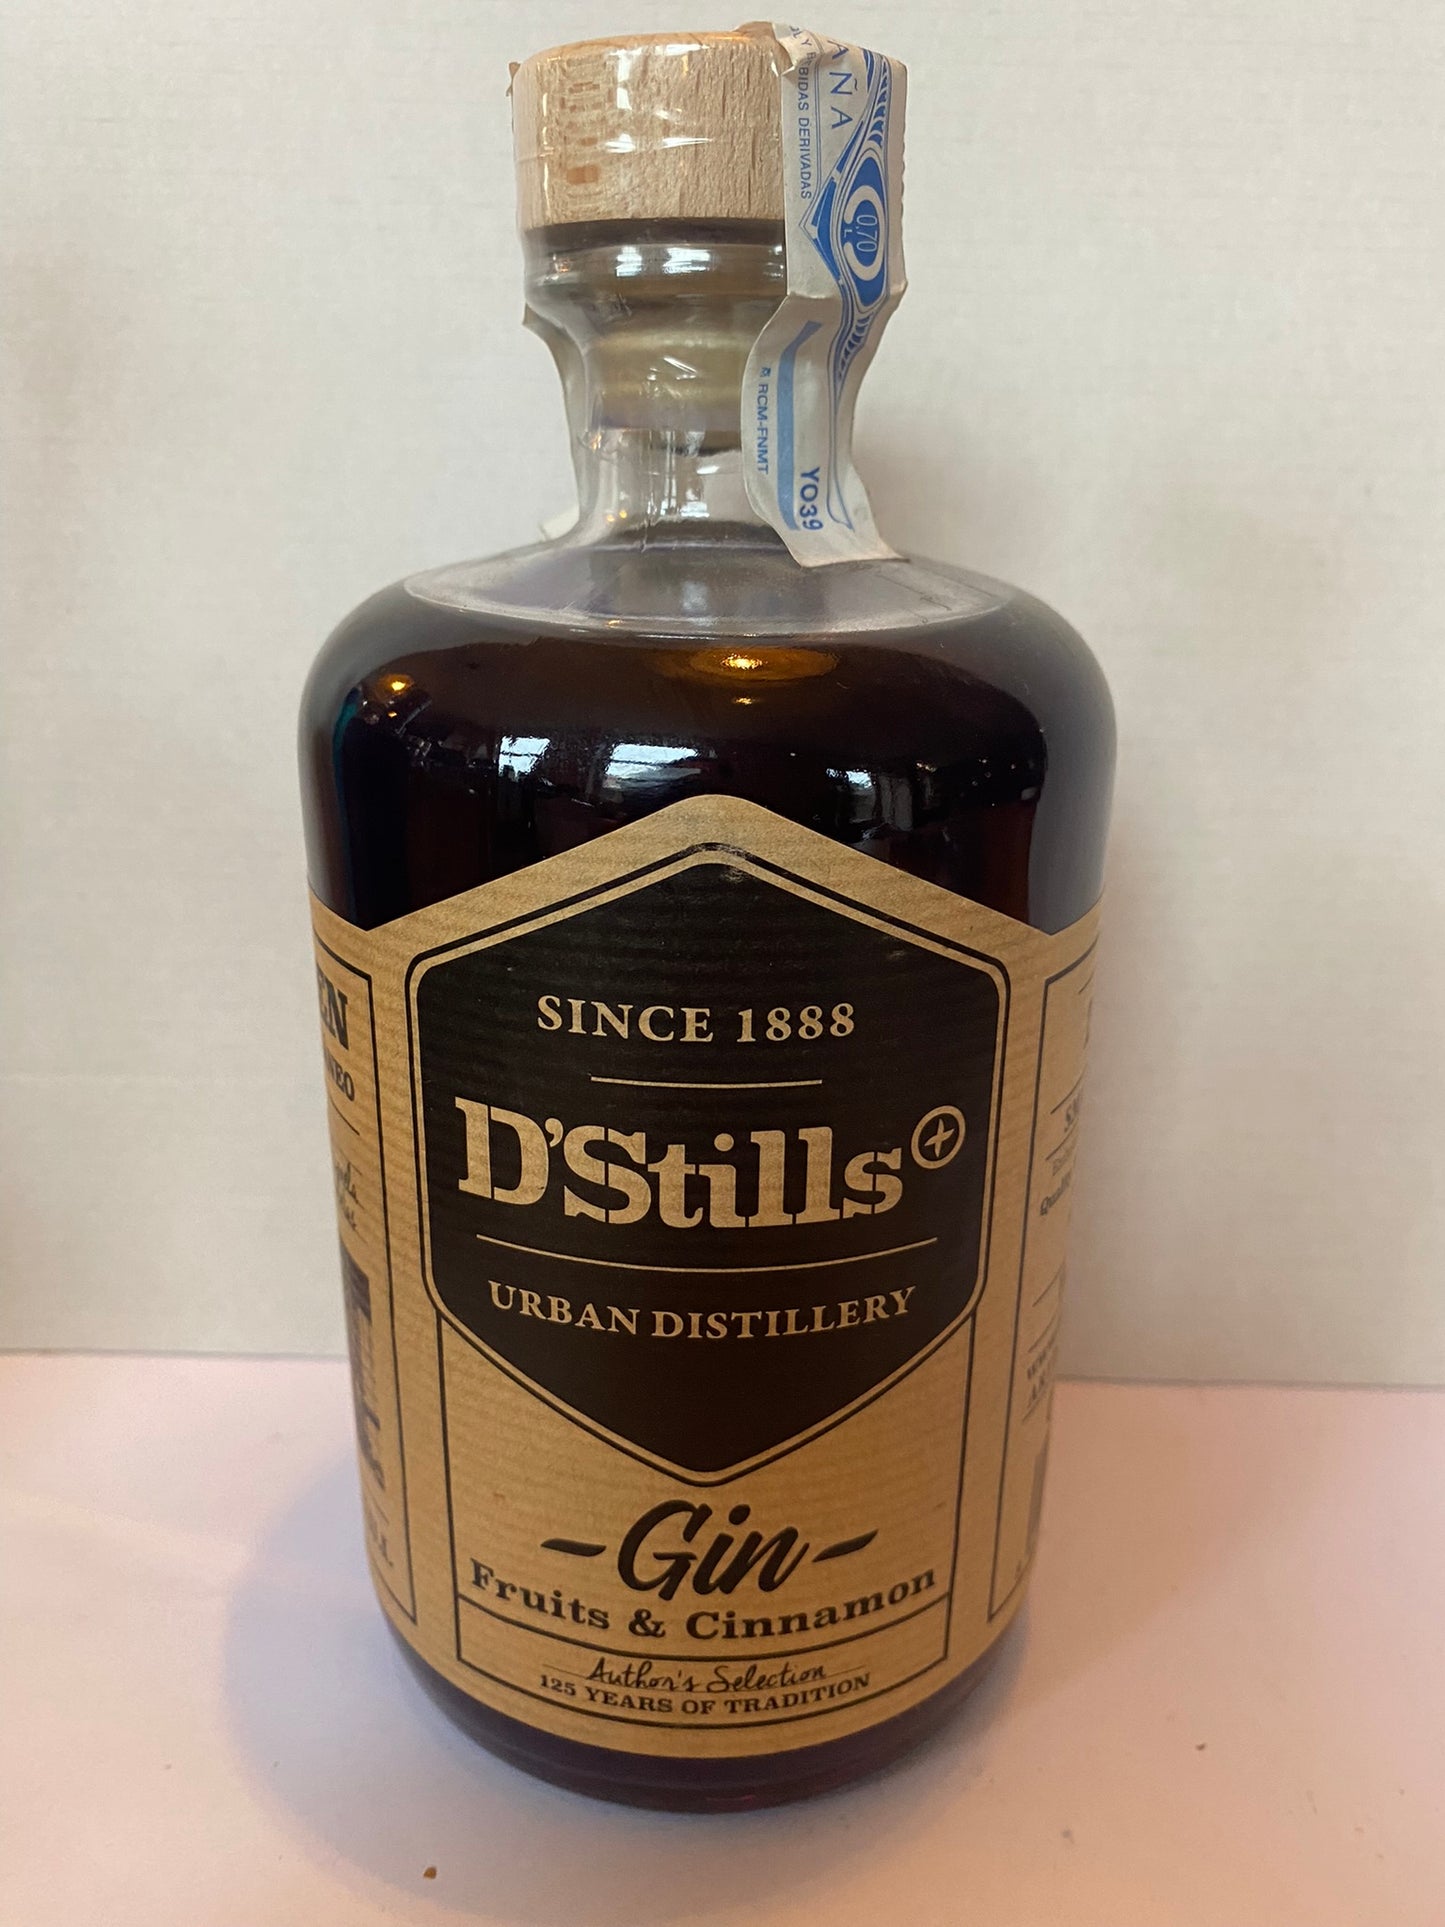 BEBIDAS DERIVADAS
0,70
L
RCM-FNMT
YO39
SINCE 1888
D'Stills+
URBAN DISTILLERY
-Gin-
Fruits & Cinnamon
Author's Selection
125 YEARS OF TRADITION